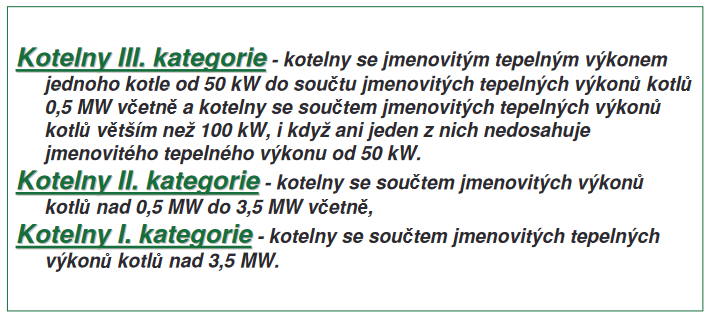 Kotelny III. kategorie - kotelny se jmenovitým tepelným výkonem
jednoho kotle od 50 kW do součtu jmenovitých tepelných výkonů kotlů
0,5 MW včetně a kotelny se součtem jmenovitých tepelných výkonů
kotlů větším než 100 kW, i když ani jeden z nich nedosahuje
jmenovitého tepelného výkonu od 50 kW.
Kotelny II. kategorie - kotelny se součtem jmenovitých výkonů
kotlů nad 0,5 MW do 3,5 MW včetně,
Kotelny I. kategorie - kotelny se součtem jmenovitých tepelných
výkonů kotlů nad 3,5 MW.